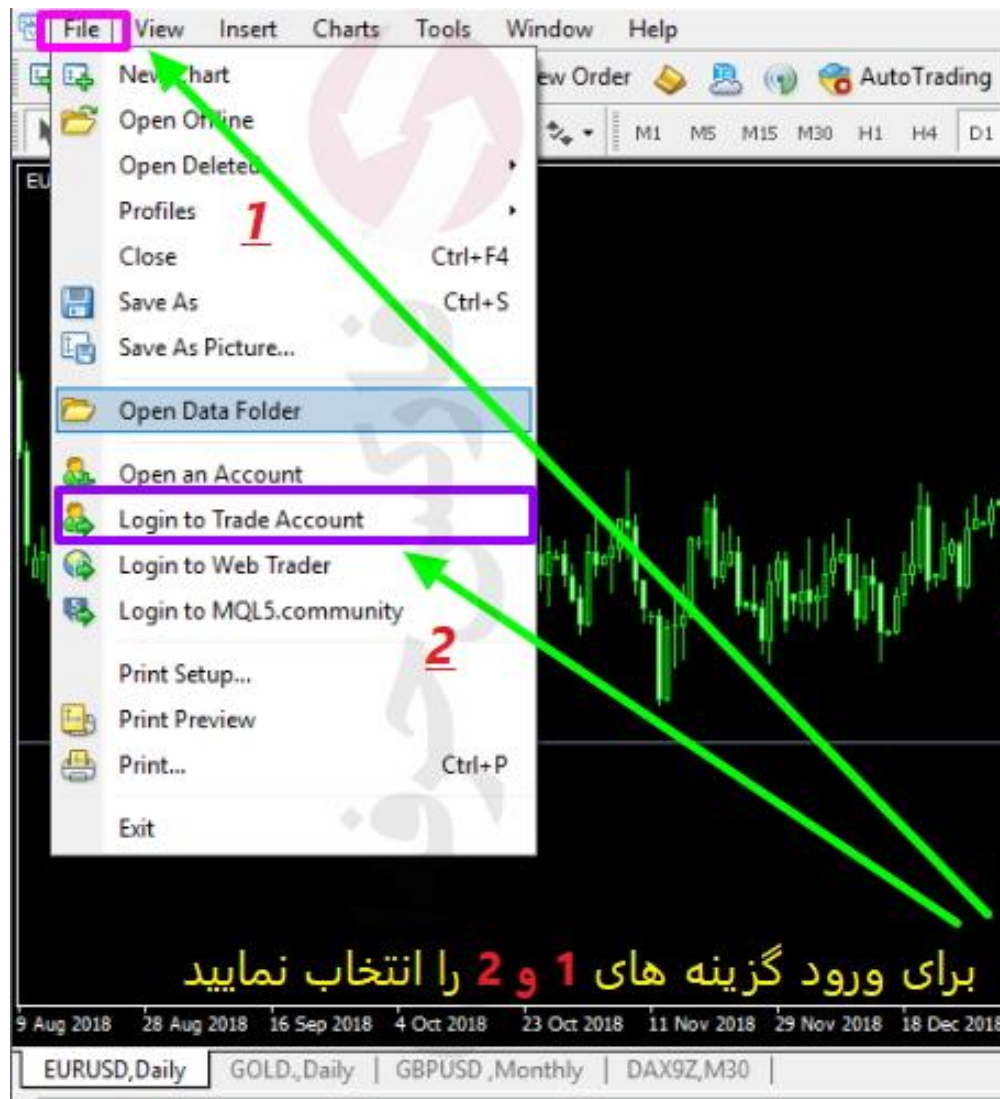 File View Insert Charts Tools Window Help
New Chart
ew Order AutoTrading
Open Offline
M1 M5 M15 M30 H1 H4 D1
Open Deleted
EU
Profiles
1
Close Ctrl+F4
Save As Ctrl+S
Save As Picture...
Open Data Folder
Open an Account
Login to Trade Account
Login to Web Trader
Login to MQL5.community
2
Print Setup...
Print Preview
Print... Ctrl+P
Exit
برای ورود گزینه های 1 و 2 را انتخاب نمایید
9 Aug 2018 28 Aug 2018 16 Sep 2018 4 Oct 2018 23 Oct 2018 11 Nov 2018 29 Nov 2018 18 Dec 2018
EURUSD,Daily GOLD.,Daily GBPUSD ,Monthly DAX9Z,M30